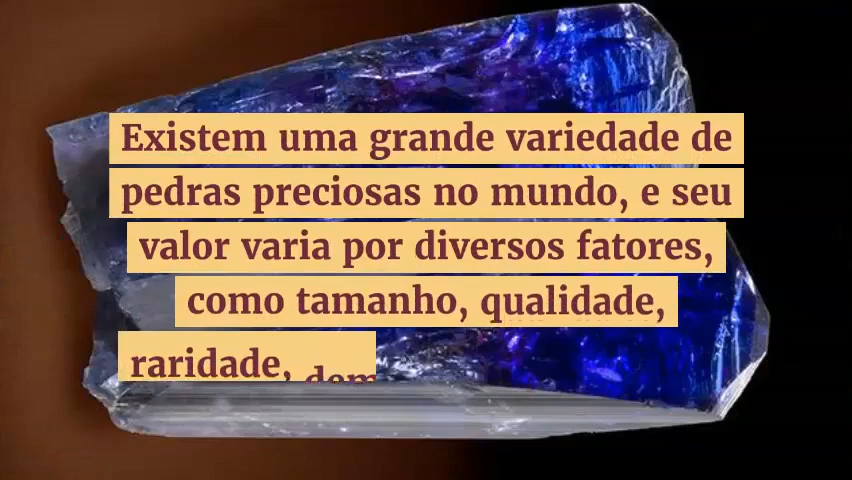 Existem uma grande variedade de
pedras preciosas no mundo, e seu
valor varia por diversos fatores,
como tamanho, qualidade,
raridade,